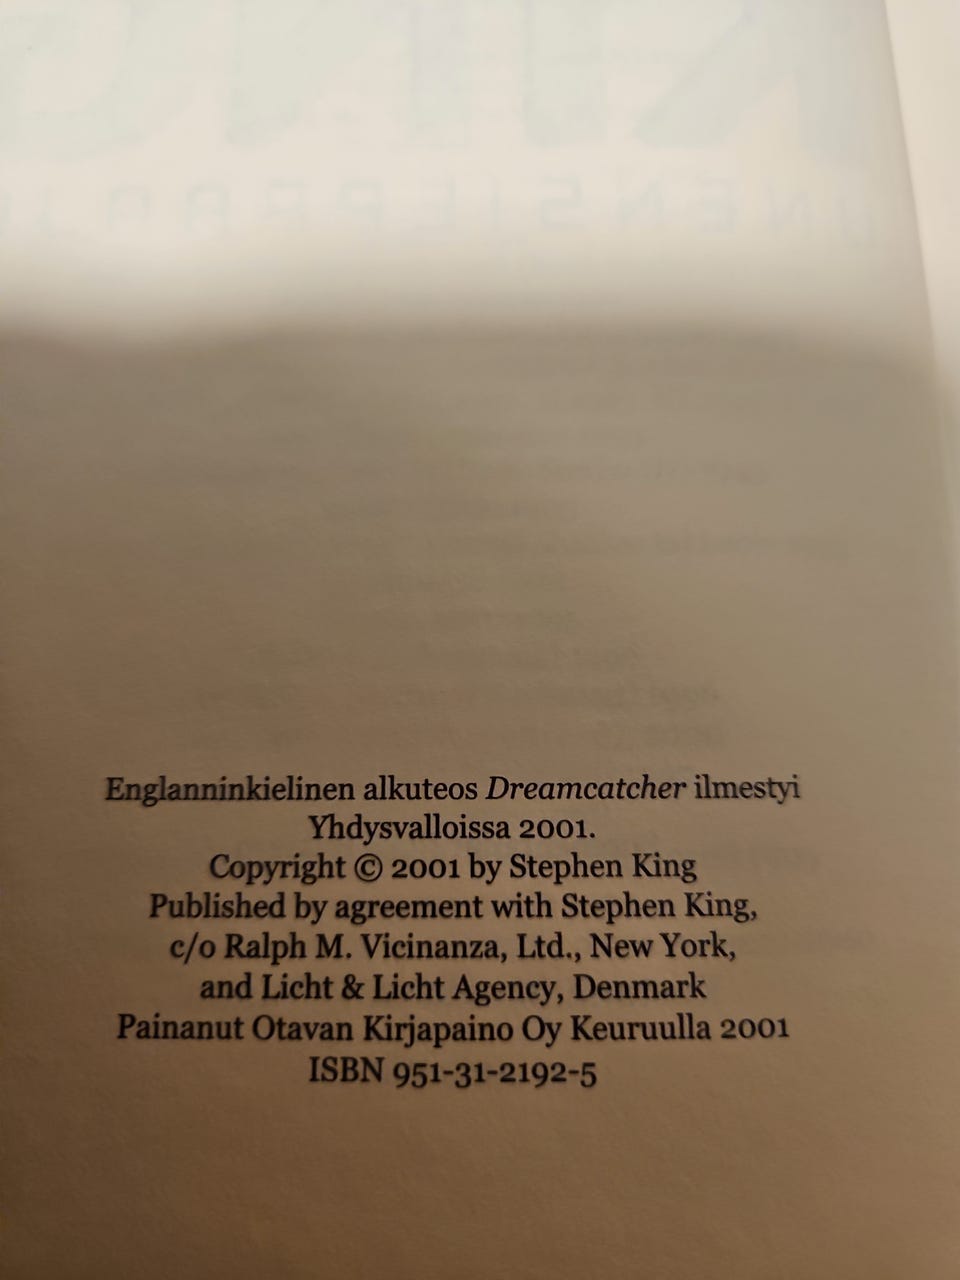 Englanninkielinen alkuteos Dreamcatcher ilmestyi
Yhdysvalloissa 2001.
Copyright © 2001 by Stephen King
Published by agreement with Stephen King,
c/o Ralph M. Vicinanza, Ltd., New York,
and Licht & Licht Agency, Denmark
Painanut Otavan Kirjapaino Oy Keuruulla 2001
ISBN 951-31-2192-5